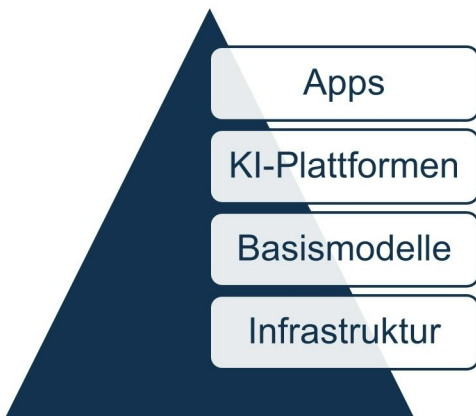 Apps
KI-Plattformen
Basismodelle
Infrastruktur